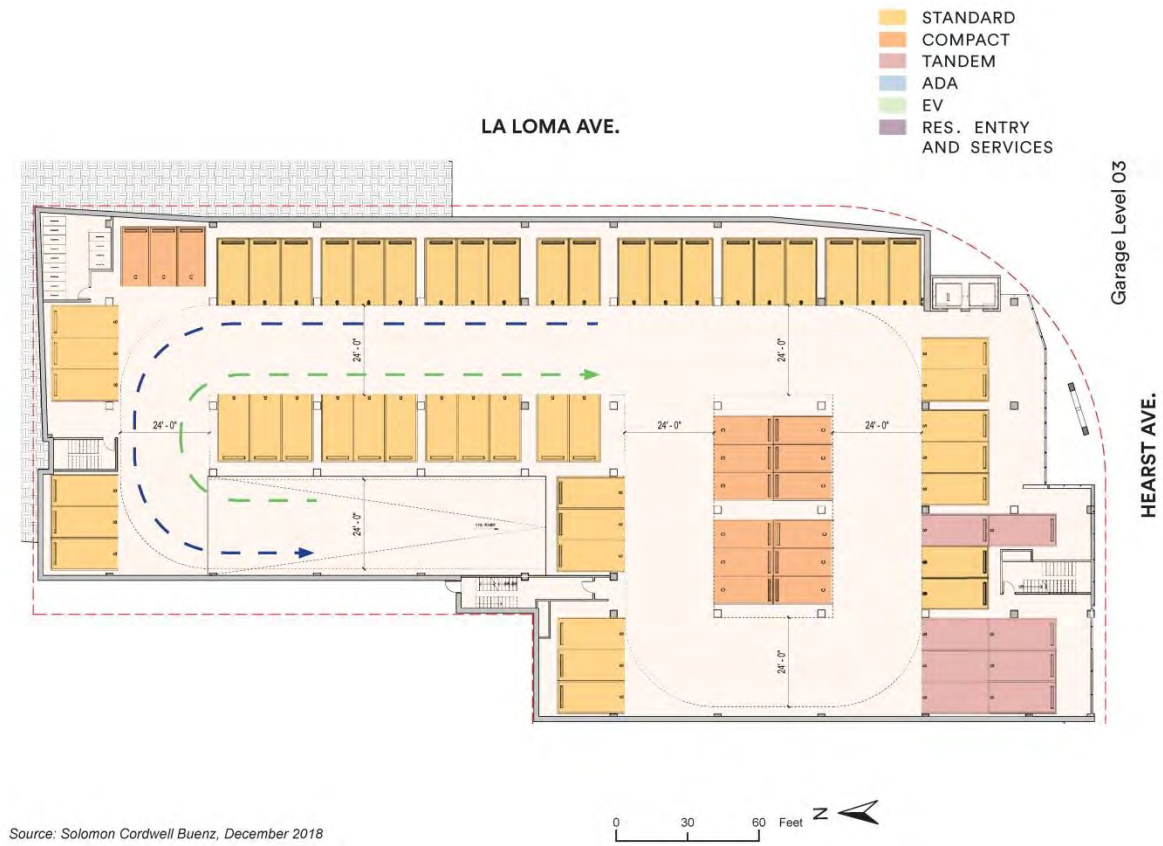 STANDARD
COMPACT
TANDEM
ADA
EV
RES. ENTRY
AND SERVICES
LA LOMA AVE.
Garage Level 03
HEARST AVE.
24' - 0"
24' - 0"
24' - 0"
24' - 0"
24' - 0"
24' - 0"
24' - 0"
0 30 60 Feet N
Source: Solomon Cordwell Buenz, December 2018